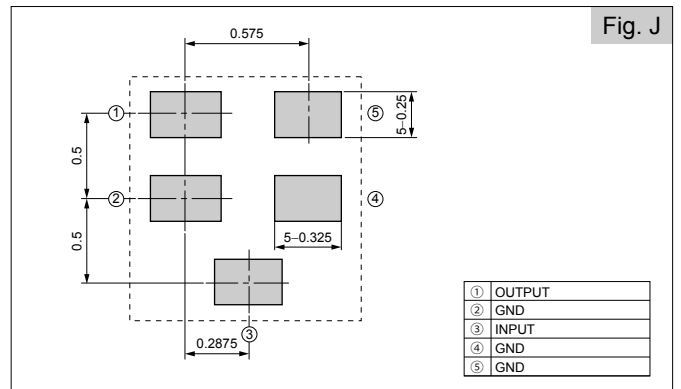 Fig. J
0.575
①
⑤
5–0.25
0.5
②
④
0.5
5–0.325
③
0.2875
① OUTPUT
② GND
③ INPUT
④ GND
⑤ GND